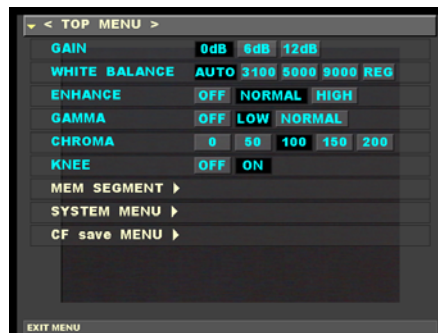 < TOP MENU >
GAIN 0dB 6dB 12dB
WHITE BALANCE AUTO 3100 5000 9000 REG
ENHANCE OFF NORMAL HIGH
GAMMA OFF LOW NORMAL
CHROMA 0 50 100 150 200
KNEE OFF ON
MEM SEGMENT
SYSTEM MENU
CF save MENU
EXIT MENU